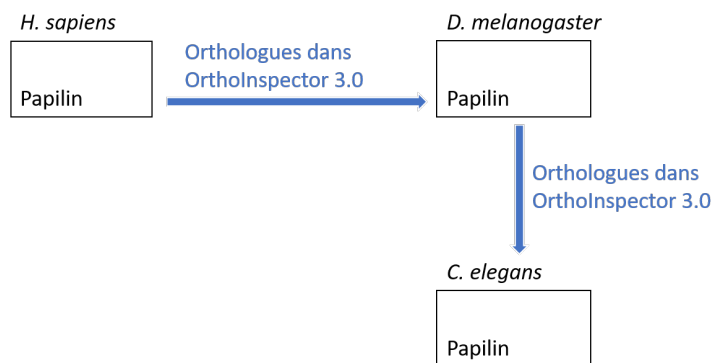 H. sapiens
D. melanogaster
Orthologues dans
OrthoInspector 3.0
Papilin
Papilin
Orthologues dans
OrthoInspector 3.0
C. elegans
Papilin